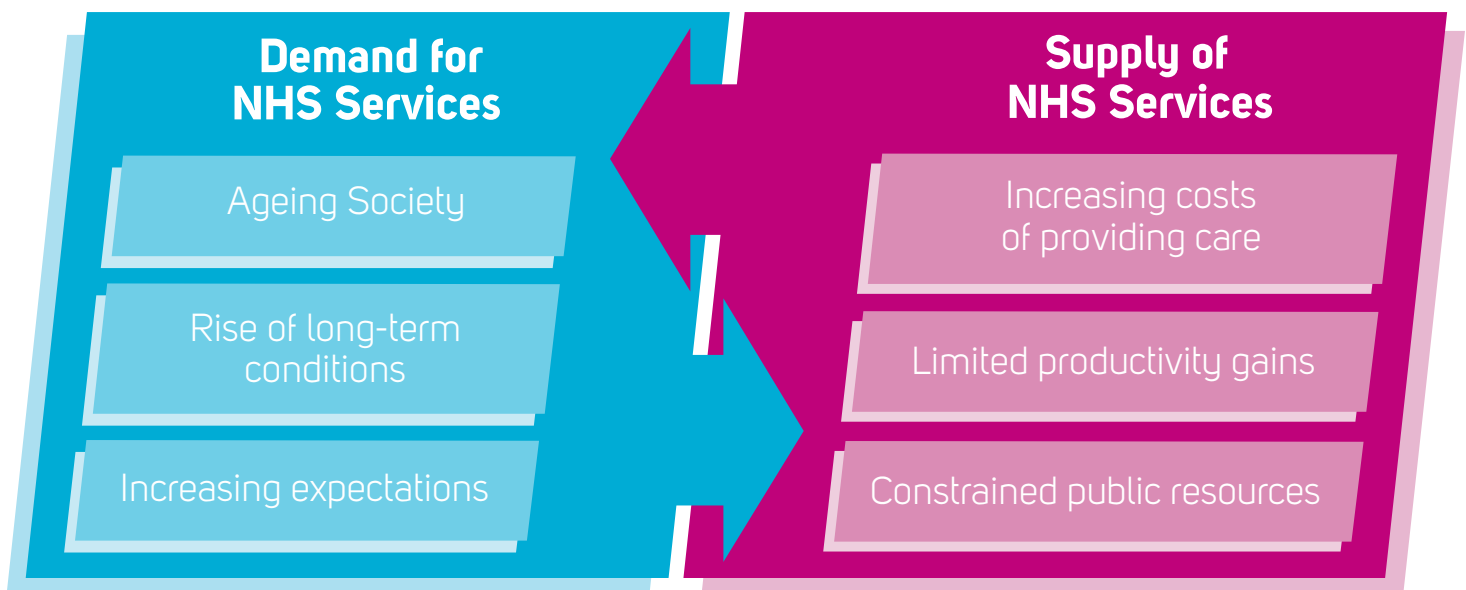 Demand for
NHS Services
Ageing Society
Rise of long-term
conditions
Increasing expectations
Supply of
NHS Services
Increasing costs
of providing care
Limited productivity gains
Constrained public resources